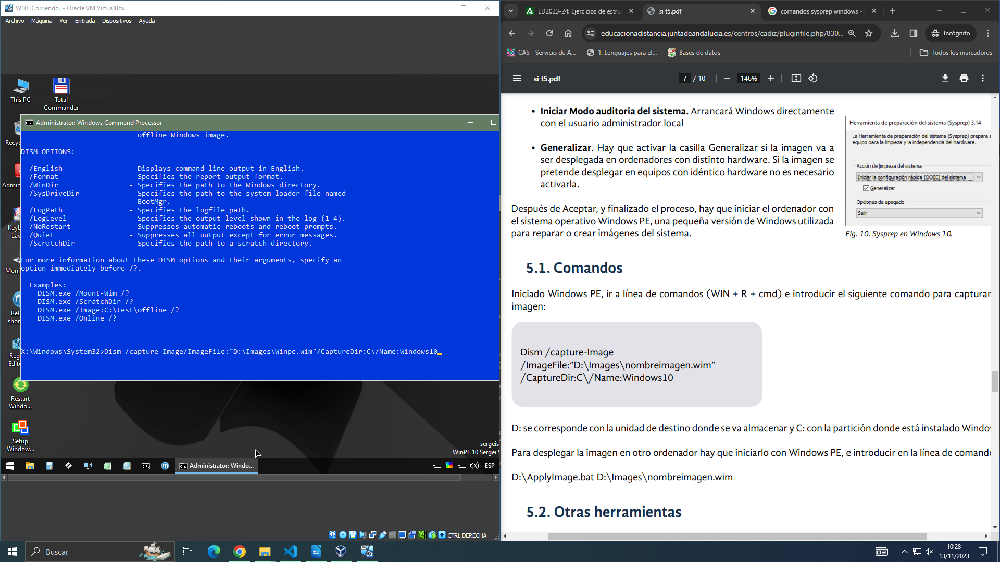 W10 [Corriendo] - Oracle VM VirtualBox
Archivo Máquina Ver Entrada Dispositivos Ayuda
This PC
Total
Commander
Administrator: Windows Command Processor
offline Windows image.
DISM OPTIONS:
/English - Displays command line output in English.
/Format - Specifies the report output format.
/WinDir - Specifies the path to the Windows directory.
/SysDriveDir - Specifies the path to the system-loader file named
BootMgr.
/LogPath - Specifies the logfile path.
/LogLevel - Specifies the output level shown in the log (1-4).
/NoRestart - Suppresses automatic reboots and reboot prompts.
/Quiet - Suppresses all output except for error messages.
/ScratchDir - Specifies the path to a scratch directory.
For more information about these DISM options and their arguments, specify an
option immediately before /?.
Examples:
DISM.exe /Mount-Wim /?
DISM.exe /ScratchDir /?
DISM.exe /Image:C:\test\offline /?
DISM.exe /Online /?
X:\Windows\System32>Dism /capture-Image/ImageFile:"D:\Images\Winpe.wim"/CaptureDir:C\/Name:Windows10
Restart
Windo...
Setup
Window...
sergeis
WinPE 10 Sergei S
Administrator: Windo...
ESP
CTRL DERECHA
ED2023-24: Ejercicios de estru
si t5.pdf
comandos sysprep windows -
educacionadistancia.juntadeandalucia.es/centros/cadiz/pluginfile.php/830...
Incógnito
CAS - Servicio de A...
1. Lenguajes para el...
Bases de datos
Todos los marcadores
si t5.pdf
7 / 10
146%
• Iniciar Modo auditoria del sistema. Arrancará Windows directamente
con el usuario administrador local
• Generalizar. Hay que activar la casilla Generalizar si la imagen va a
ser desplegada en ordenadores con distinto hardware. Si la imagen se
pretende desplegar en equipos con idéntico hardware no es necesario
activarla.
Herramienta de preparación del sistema (Sysprep) 3.14
La Herramienta de preparación del sistema (Sysprep) prepara e
equipo para la limpieza y la independencia del hardware.
Acción de limpieza del sistema
Iniciar la configuración rápida (OOBE) del sistema
Generalizar
Opciones de apagado
Salir
Fig. 10. Sysprep en Windows 10.
Después de Aceptar, y finalizado el proceso, hay que iniciar el ordenador con
el sistema operativo Windows PE, una pequeña versión de Windows utilizada
para reparar o crear imágenes del sistema.
5.1. Comandos
Iniciado Windows PE, ir a línea de comandos (WIN + R + cmd) e introducir el siguiente comando para capturar
imagen:
Dism /capture-Image
/ImageFile:”D:\Images\nombreimagen.wim”
/CaptureDir:C\/Name:Windows10
D: se corresponde con la unidad de destino donde se va almacenar y C: con la partición donde está instalado Windo
Para desplegar la imagen en otro ordenador hay que iniciarlo con Windows PE, e introducir en la línea de comando
D:\ApplyImage.bat D:\Images\nombreimagen.wim
5.2. Otras herramientas
Buscar
10:28
13/11/2023